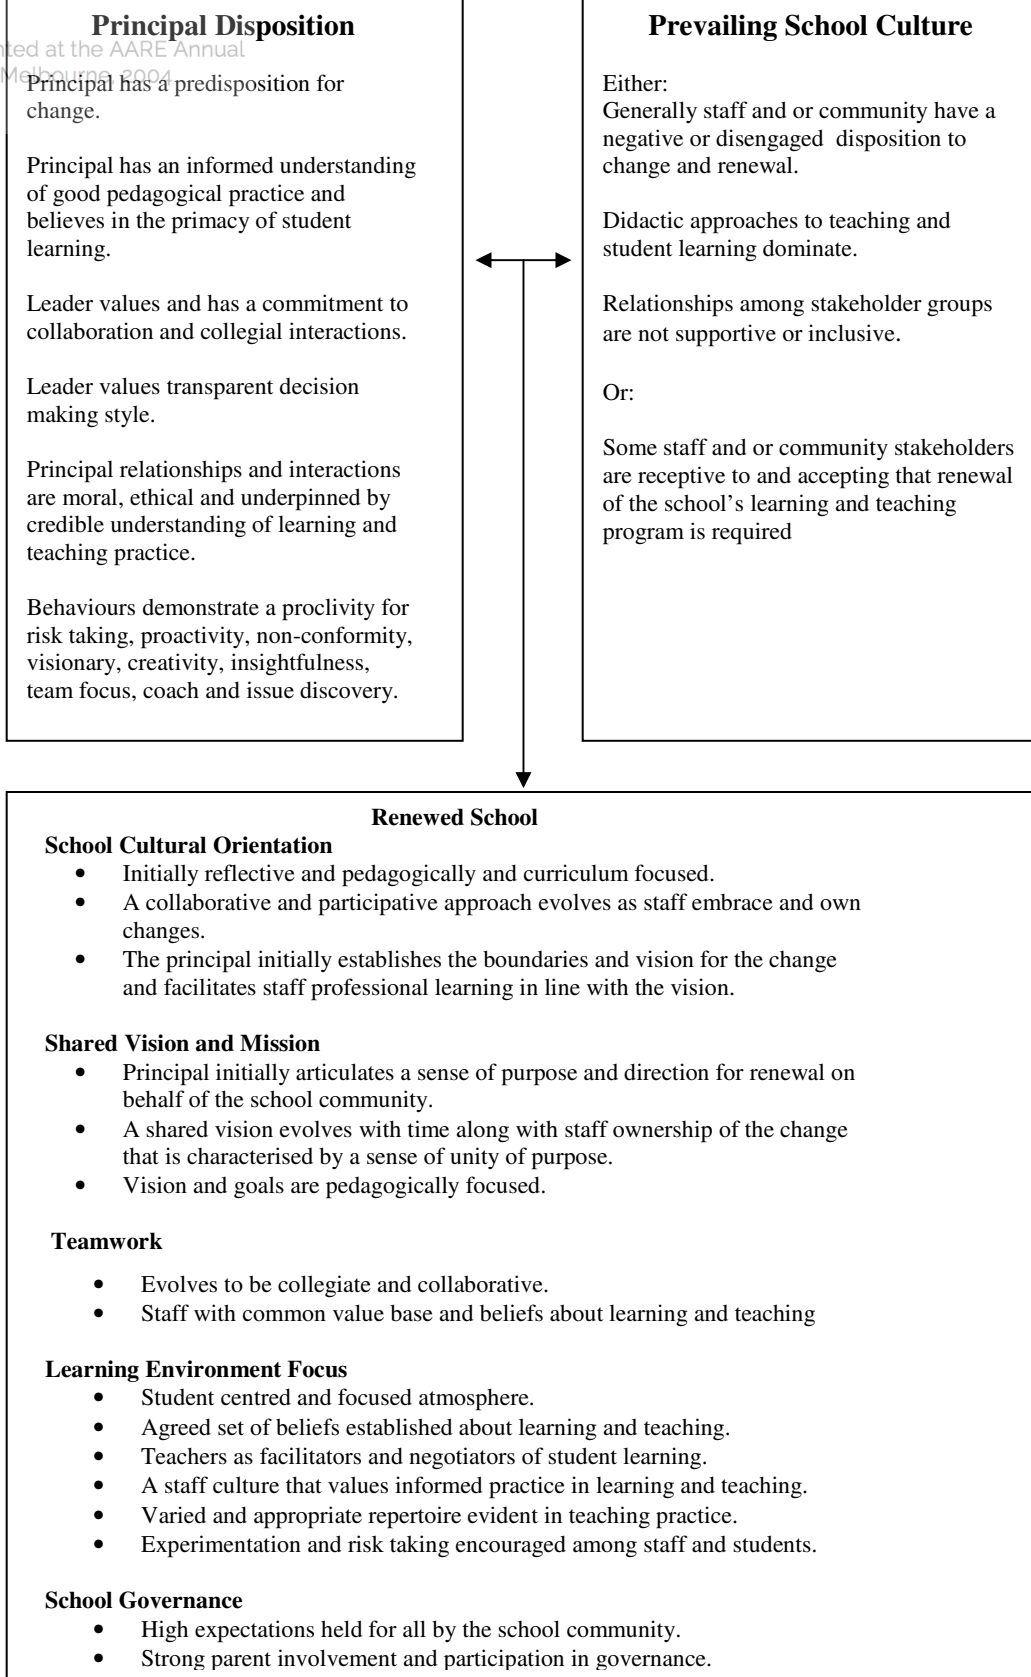 Principal Disposition
nted at the AARE Annual
Melbourne, 2004
Principal has a predisposition for
change.
Principal has an informed understanding
of good pedagogical practice and
believes in the primacy of student
learning.
Leader values and has a commitment to
collaboration and collegial interactions.
Leader values transparent decision
making style.
Principal relationships and interactions
are moral, ethical and underpinned by
credible understanding of learning and
teaching practice.
Behaviours demonstrate a proclivity for
risk taking, proactivity, non-conformity,
visionary, creativity, insightfulness,
team focus, coach and issue discovery.
Prevailing School Culture
Either:
Generally staff and or community have a
negative or disengaged disposition to
change and renewal.
Didactic approaches to teaching and
student learning dominate.
Relationships among stakeholder groups
are not supportive or inclusive.
Or:
Some staff and or community stakeholders
are receptive to and accepting that renewal
of the school's learning and teaching
program is required
Renewed School
School Cultural Orientation
• Initially reflective and pedagogically and curriculum focused.
• A collaborative and participative approach evolves as staff embrace and own
changes.
• The principal initially establishes the boundaries and vision for the change
and facilitates staff professional learning in line with the vision.
Shared Vision and Mission
• Principal initially articulates a sense of purpose and direction for renewal on
behalf of the school community.
• A shared vision evolves with time along with staff ownership of the change
that is characterised by a sense of unity of purpose.
• Vision and goals are pedagogically focused.
Teamwork
• Evolves to be collegiate and collaborative.
• Staff with common value base and beliefs about learning and teaching
Learning Environment Focus
• Student centred and focused atmosphere.
• Agreed set of beliefs established about learning and teaching.
• Teachers as facilitators and negotiators of student learning.
• A staff culture that values informed practice in learning and teaching.
• Varied and appropriate repertoire evident in teaching practice.
• Experimentation and risk taking encouraged among staff and students.
School Governance
• High expectations held for all by the school community.
• Strong parent involvement and participation in governance.